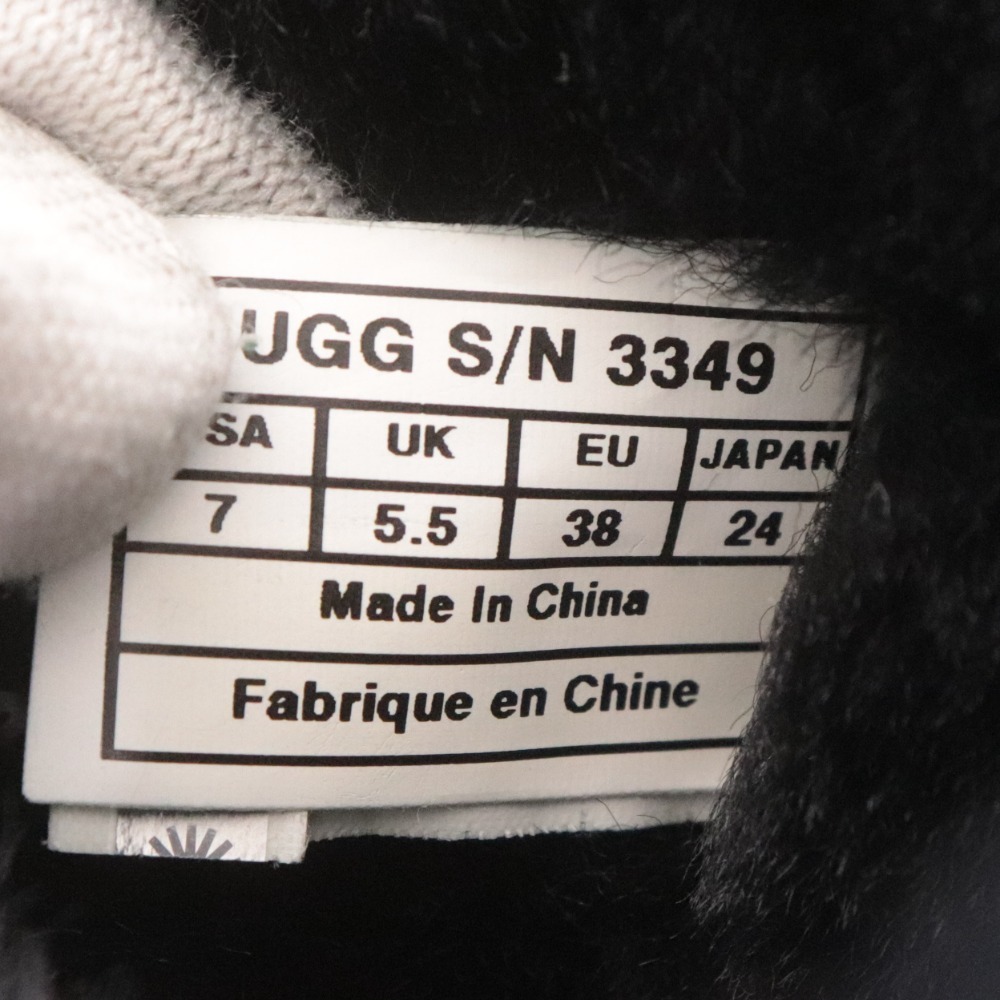 UGG S/N 3349
SA UK EU JAPAN
7 5.5 38 24
Made In China
Fabrique en Chine